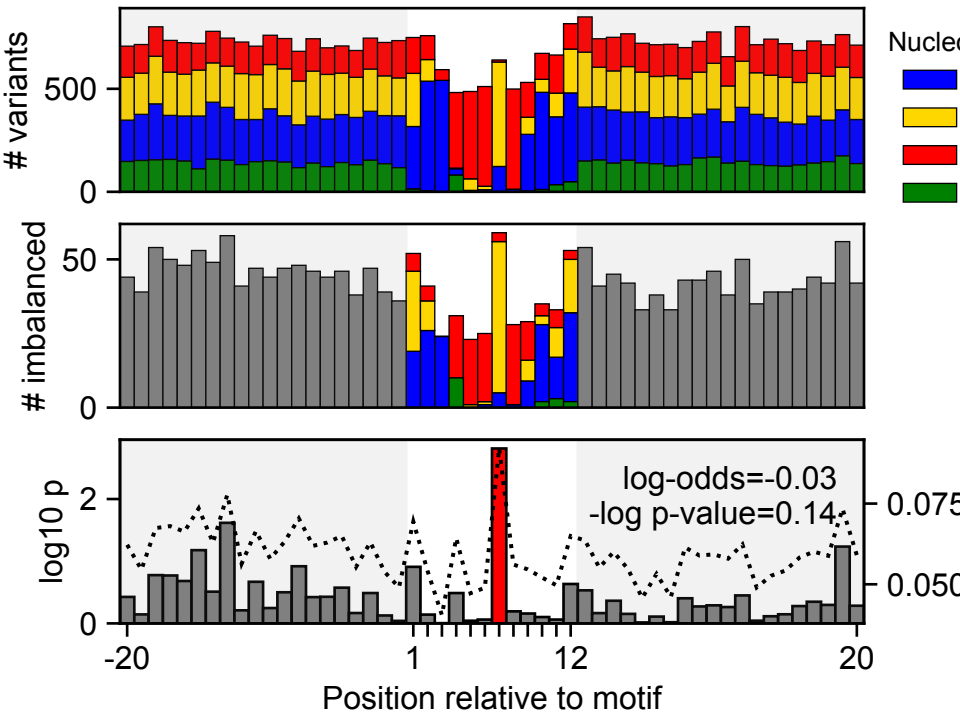 # variants
500
0
Nucleo
# imbalanced
50
0
log10 p
2
0
log-odds=-0.03
-log p-value=0.14
0.075
0.050
-20
1
12
20
Position relative to motif